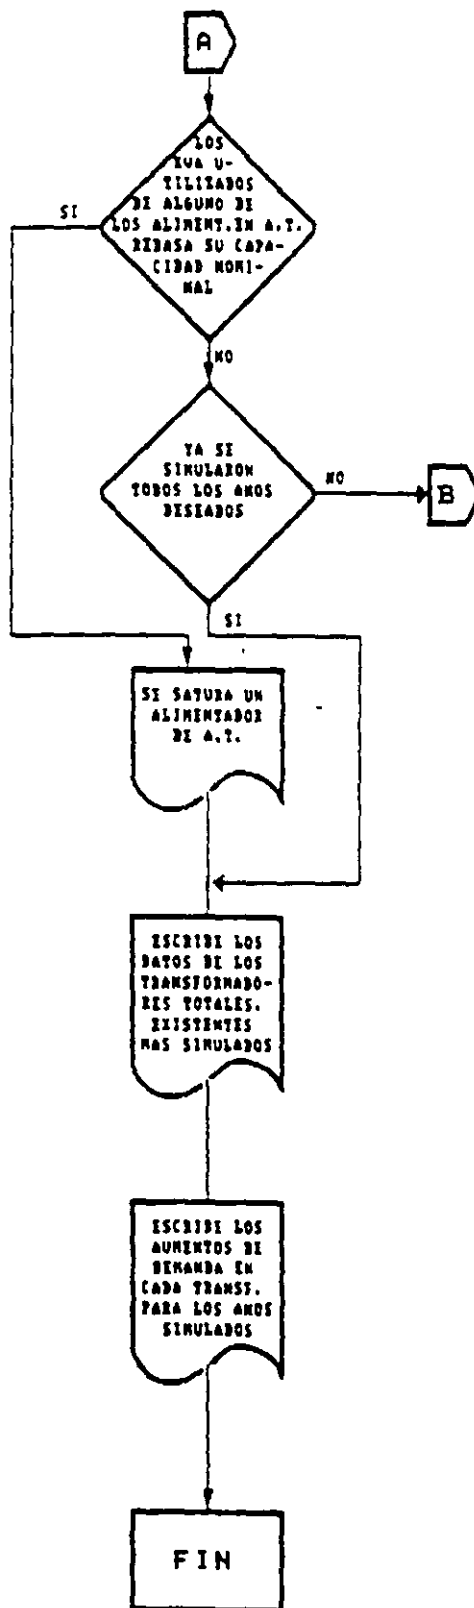 A
LOS
KVA U-
TILIZADOS
DE ALGUNO DE
LOS ALIMENT.EN A.T.
REBASA SU CAPA-
CIDAD NOMI-
NAL
SI
NO
YA SE
SIMULARON
TODOS LOS ANOS
DESEADOS
NO
B
SI
SE SATURA UN
ALIMENTADOR
DE A.T.
ESCRIBE LOS
DATOS DE LOS
TRANSFORMADO-
RES TOTALES.
EXISTENTES
MAS SIMULADOS
ESCRIBE LOS
AUMENTOS DE
DEMANDA EN
CADA TRANSF.
PARA LOS ANOS
SIMULADOS
FIN